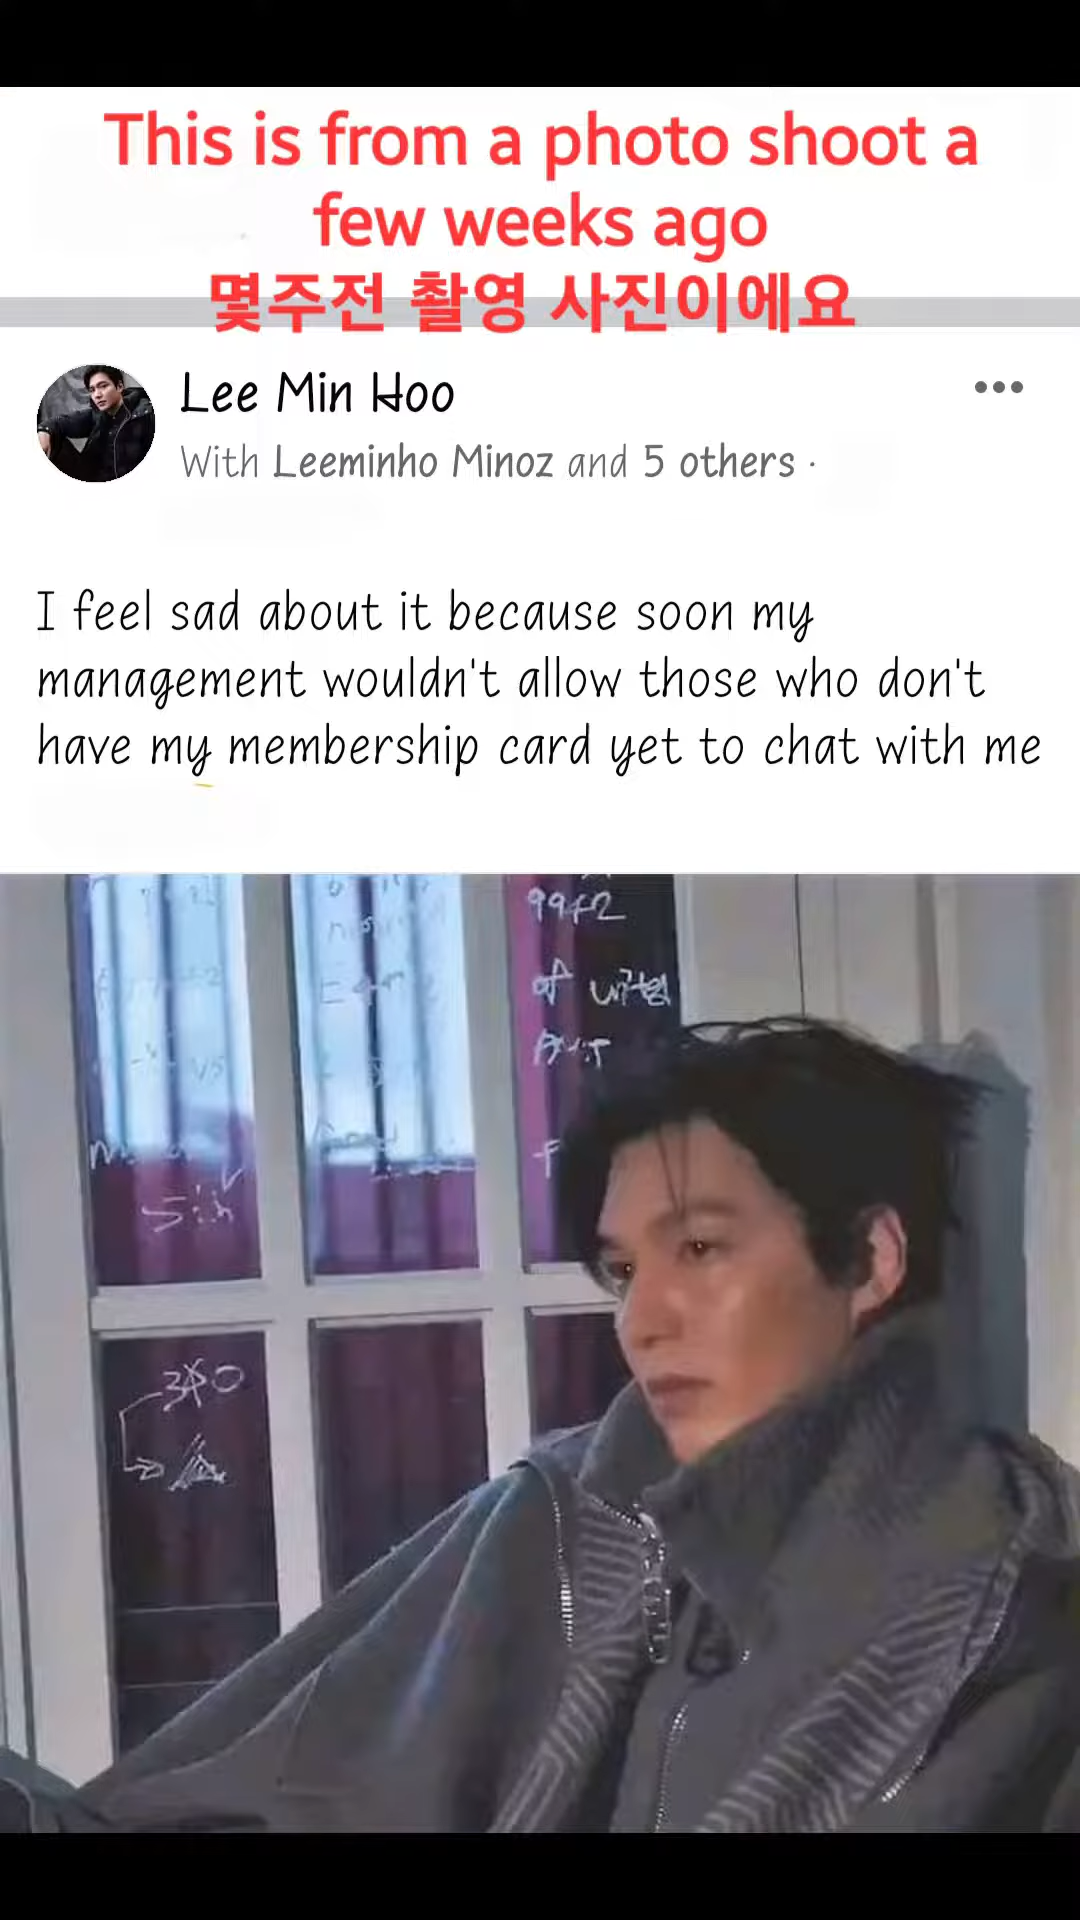 This is from a photo shoot a
few weeks ago
몇주전 촬영 사진이에요
Lee Min Hoo
With Leeminho Minoz and 5 others ·
I feel sad about it because soon my
management wouldn't allow those who don't
have my membership card yet to chat with me